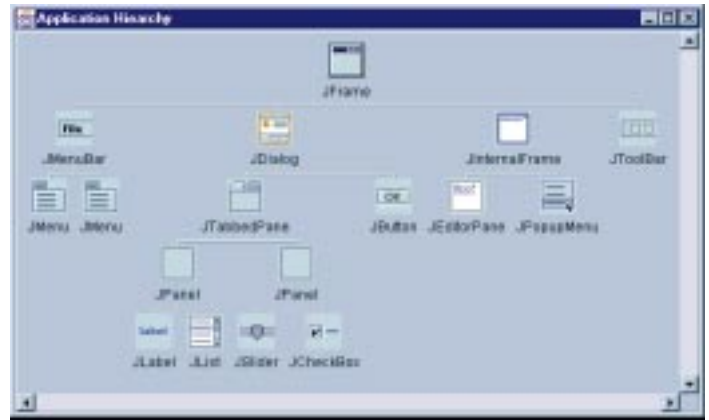 Application Hierarchy
JFrame
File
JMenuBar JDialog JInternalFrame JToolBar
OK
JMenu JMenu JTabbedPane JButton JEditorPane JPopupMenu
JPanel JPanel
Label
JLabel JList JSlider JCheckBox